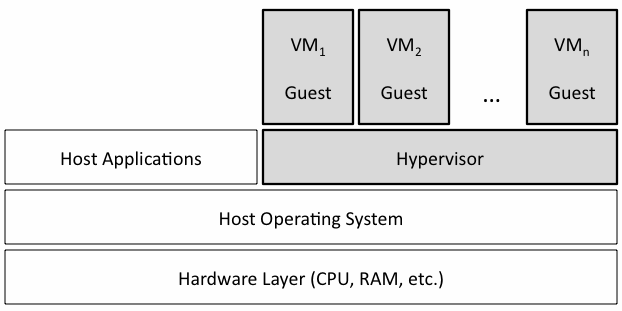 VM1
Guest
VM2
Guest
...
VMn
Guest
Host Applications
Hypervisor
Host Operating System
Hardware Layer (CPU, RAM, etc.)